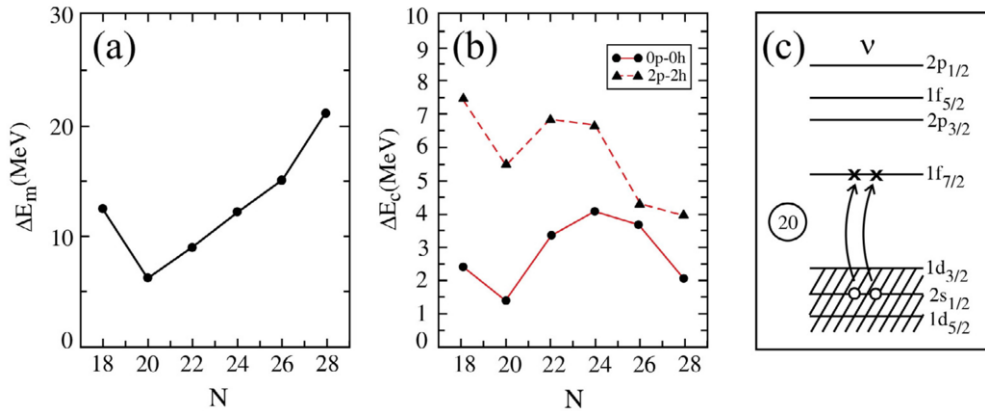 (a)
ΔE_m(MeV)
30
20
10
0
18 20 22 24 26 28
N
(b)
ΔE_c(MeV)
10
9
8
7
6
5
4
3
2
1
0
0p-0h
2p-2h
18 20 22 24 26 28
N
(c)
ν
2p_1/2
1f_5/2
2p_3/2
1f_7/2
20
1d_3/2
2s_1/2
1d_5/2